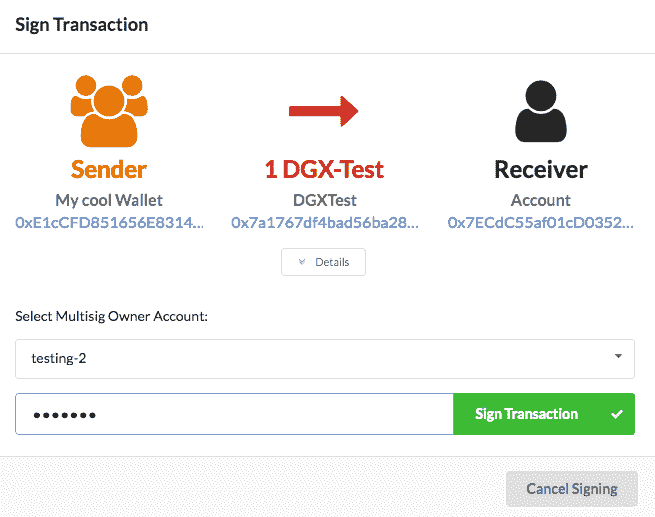 Sign Transaction
Sender
1 DGX-Test
Receiver
My cool Wallet
DGXTest
Account
0xE1cCFD851656E8314...
0x7a1767df4bad56ba28...
0x7ECdC55af01cD0352...
Details
Select Multisig Owner Account:
testing-2
Sign Transaction
Cancel Signing